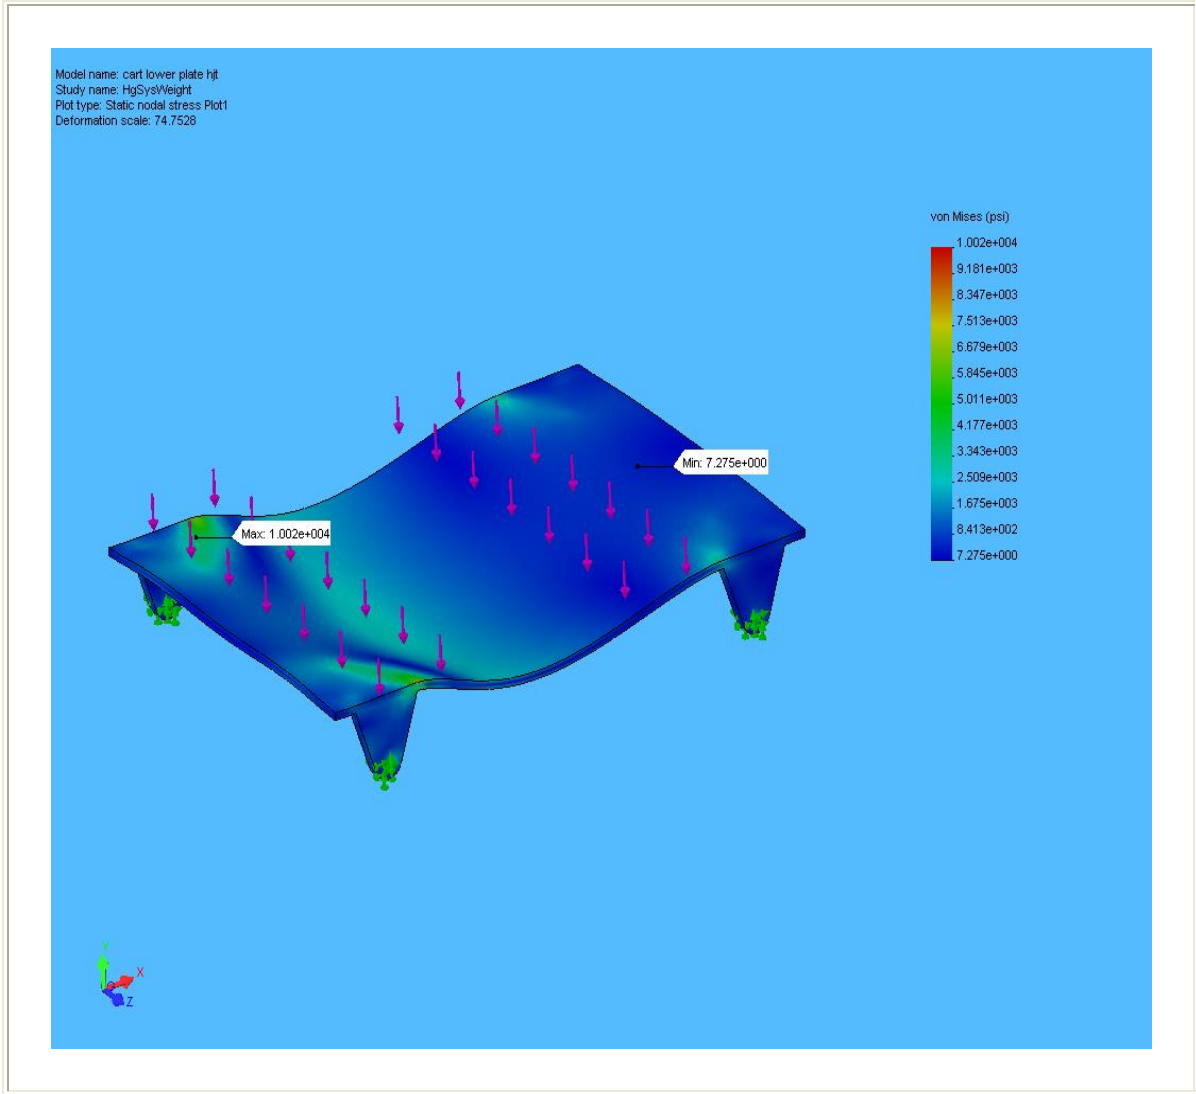 Model name: cart lower plate hjt
Study name: HgSysWeight
Plot type: Static nodal stress Plot1
Deformation scale: 74.7528
von Mises (psi)
1.002e+004
9.181e+003
8.347e+003
7.513e+003
6.679e+003
5.845e+003
5.011e+003
4.177e+003
3.343e+003
2.509e+003
1.675e+003
8.413e+002
7.275e+000
Min: 7.275e+000
Max: 1.002e+004
Y
X
Z